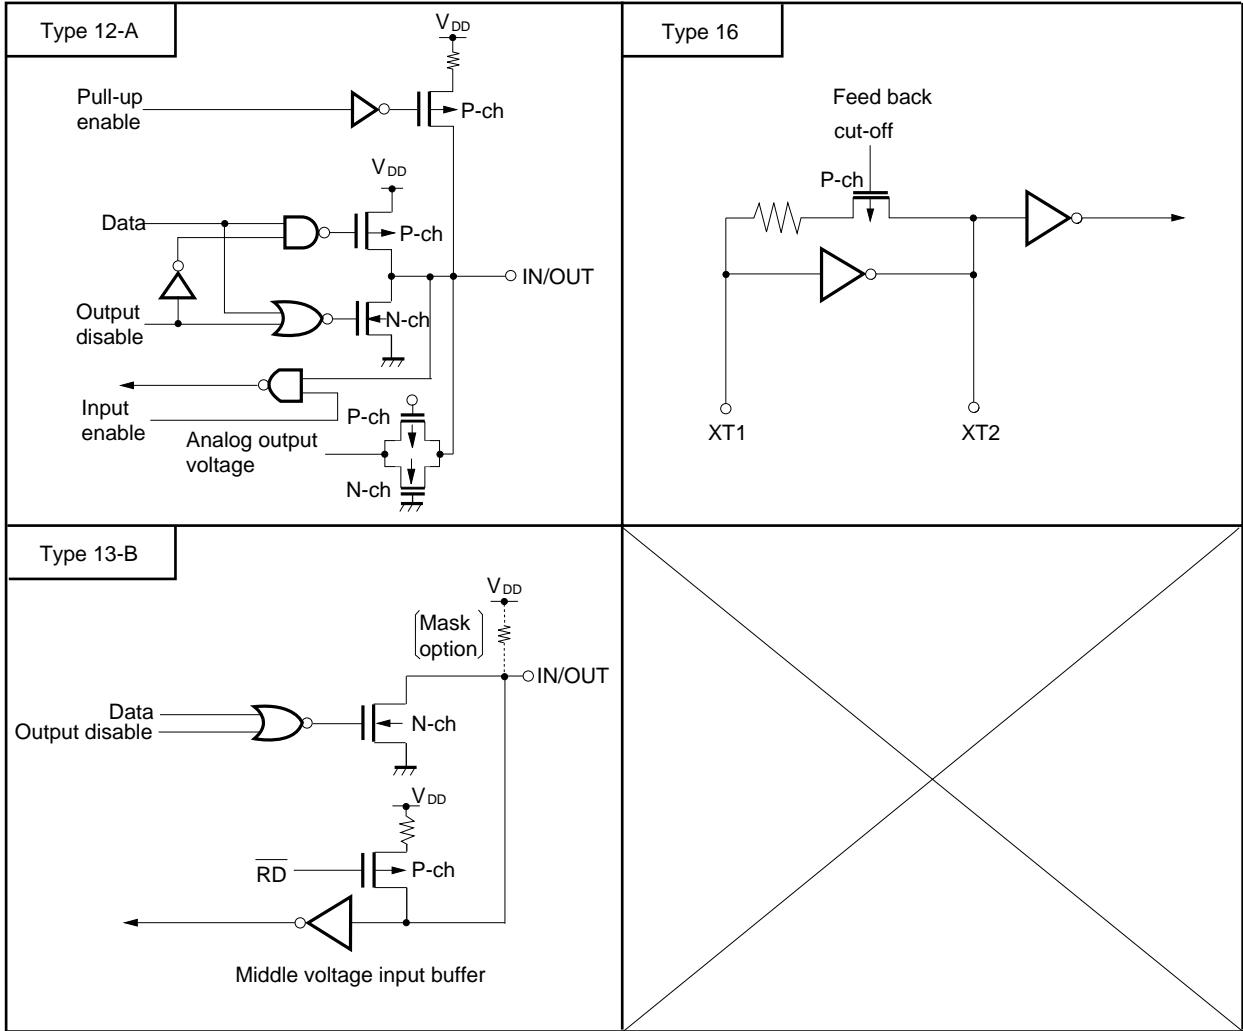 Type 12-A
VDD
Pull-up
enable
P-ch
VDD
Data
P-ch
IN/OUT
Output
disable
N-ch
Input
enable
P-ch
Analog output
voltage
N-ch
Type 16
Feed back
cut-off
P-ch
XT1
XT2
Type 13-B
VDD
Mask
option
IN/OUT
Data
Output disable
N-ch
VDD
R̅D̅
P-ch
Middle voltage input buffer